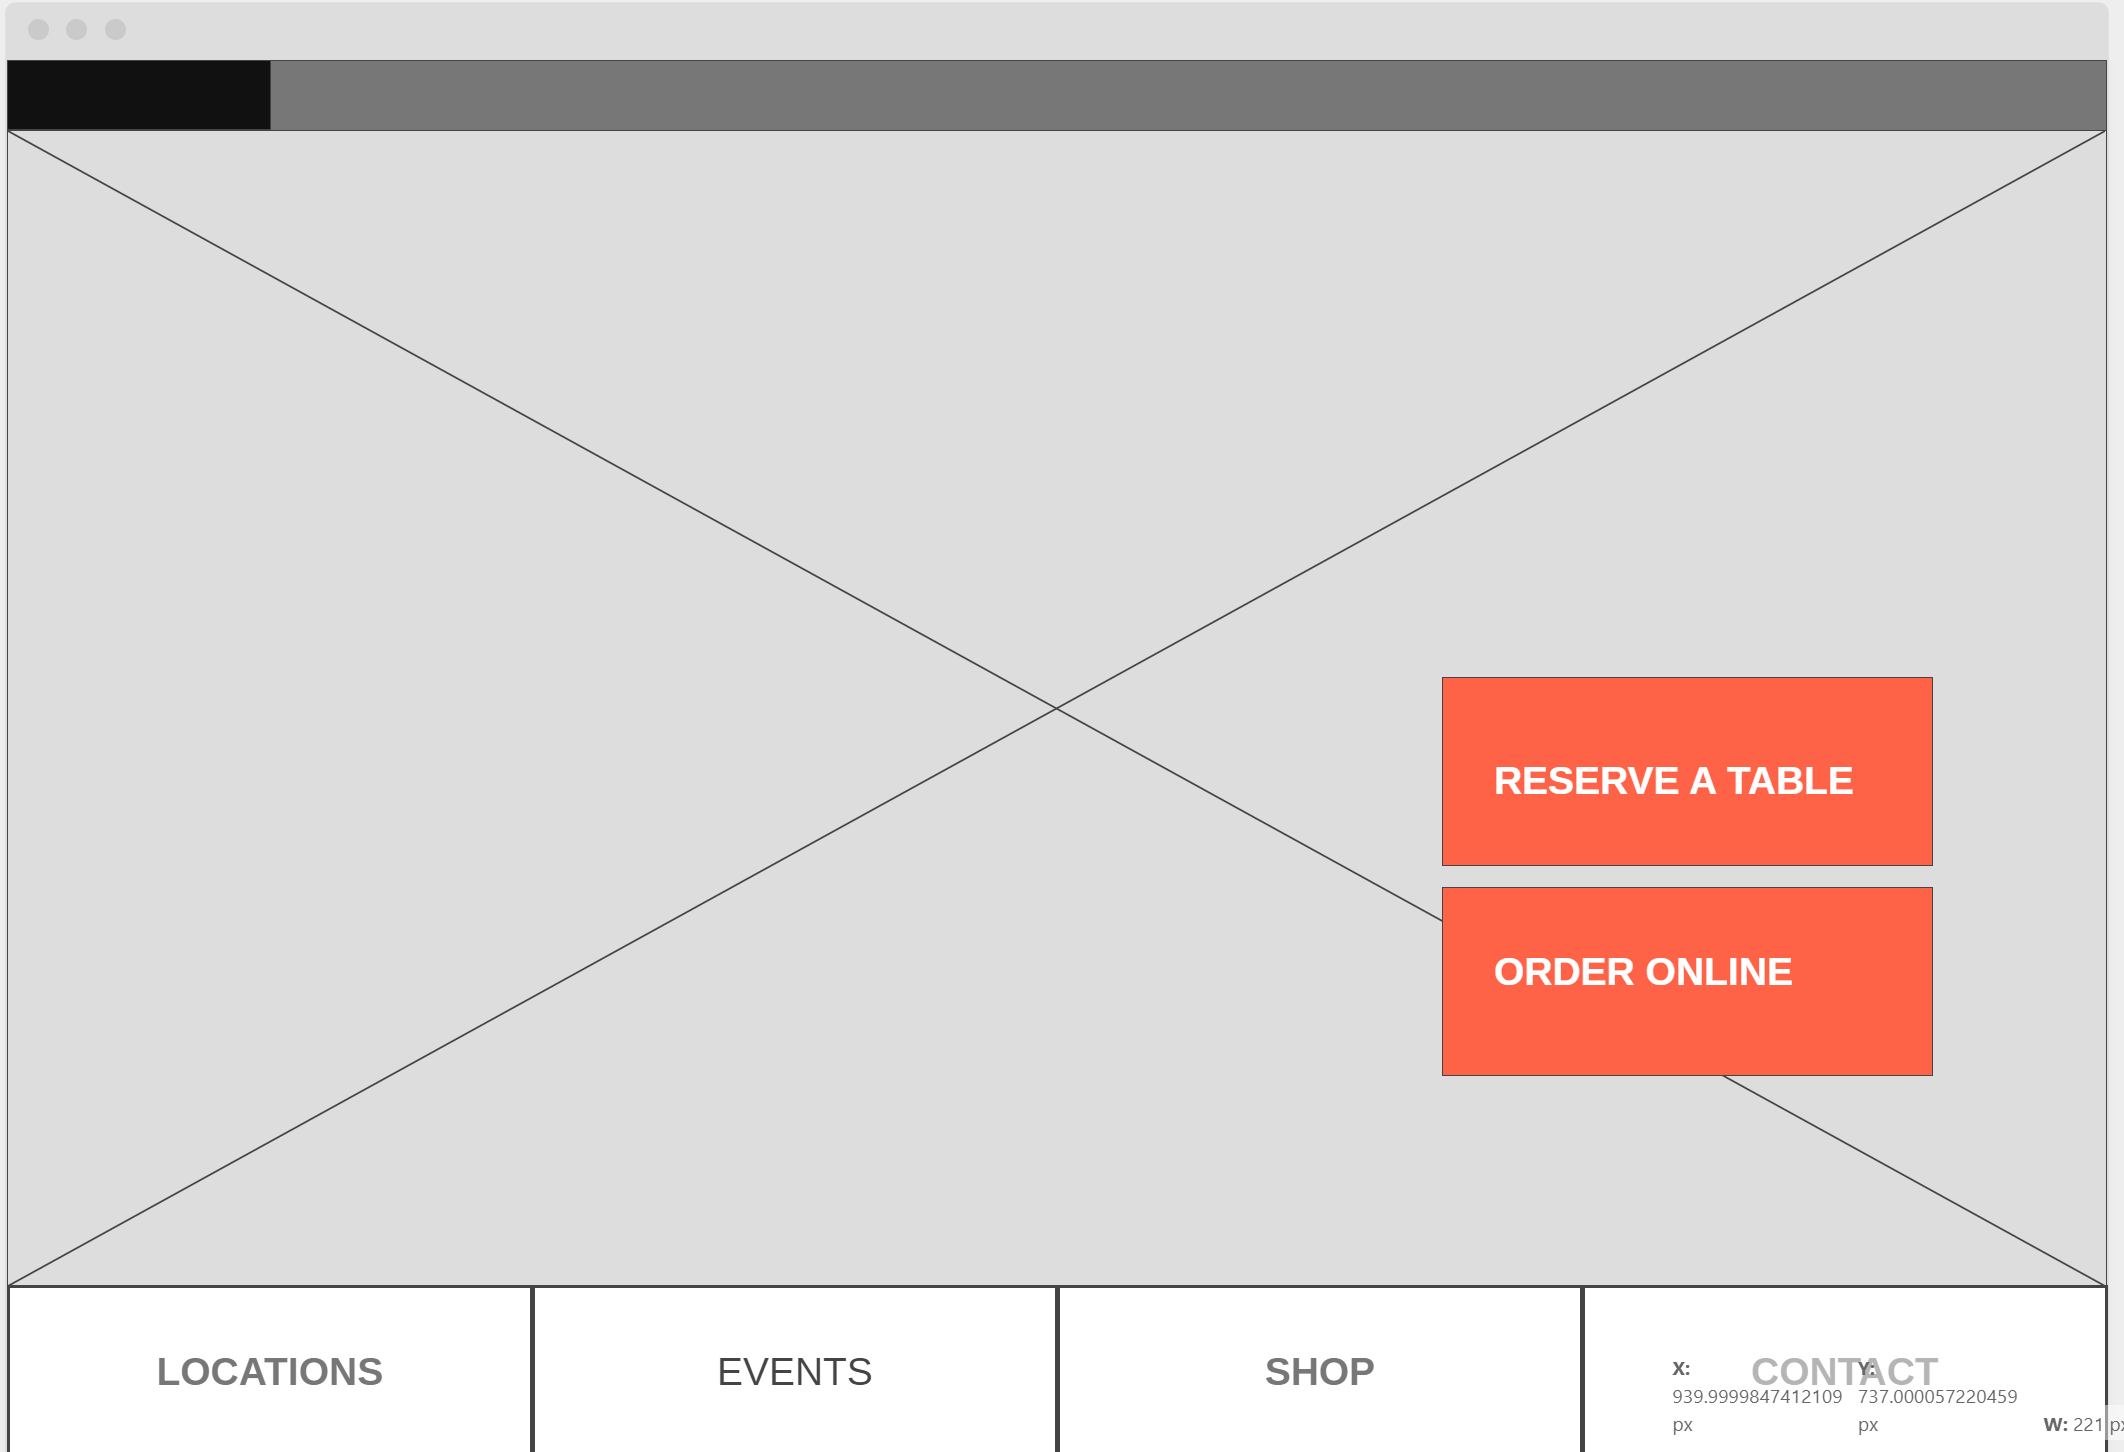 RESERVE A TABLE
ORDER ONLINE
LOCATIONS
EVENTS
SHOP
CONTACT
X:
939.9999847412109
px
Y:
737.000057220459
px
W: 221 px